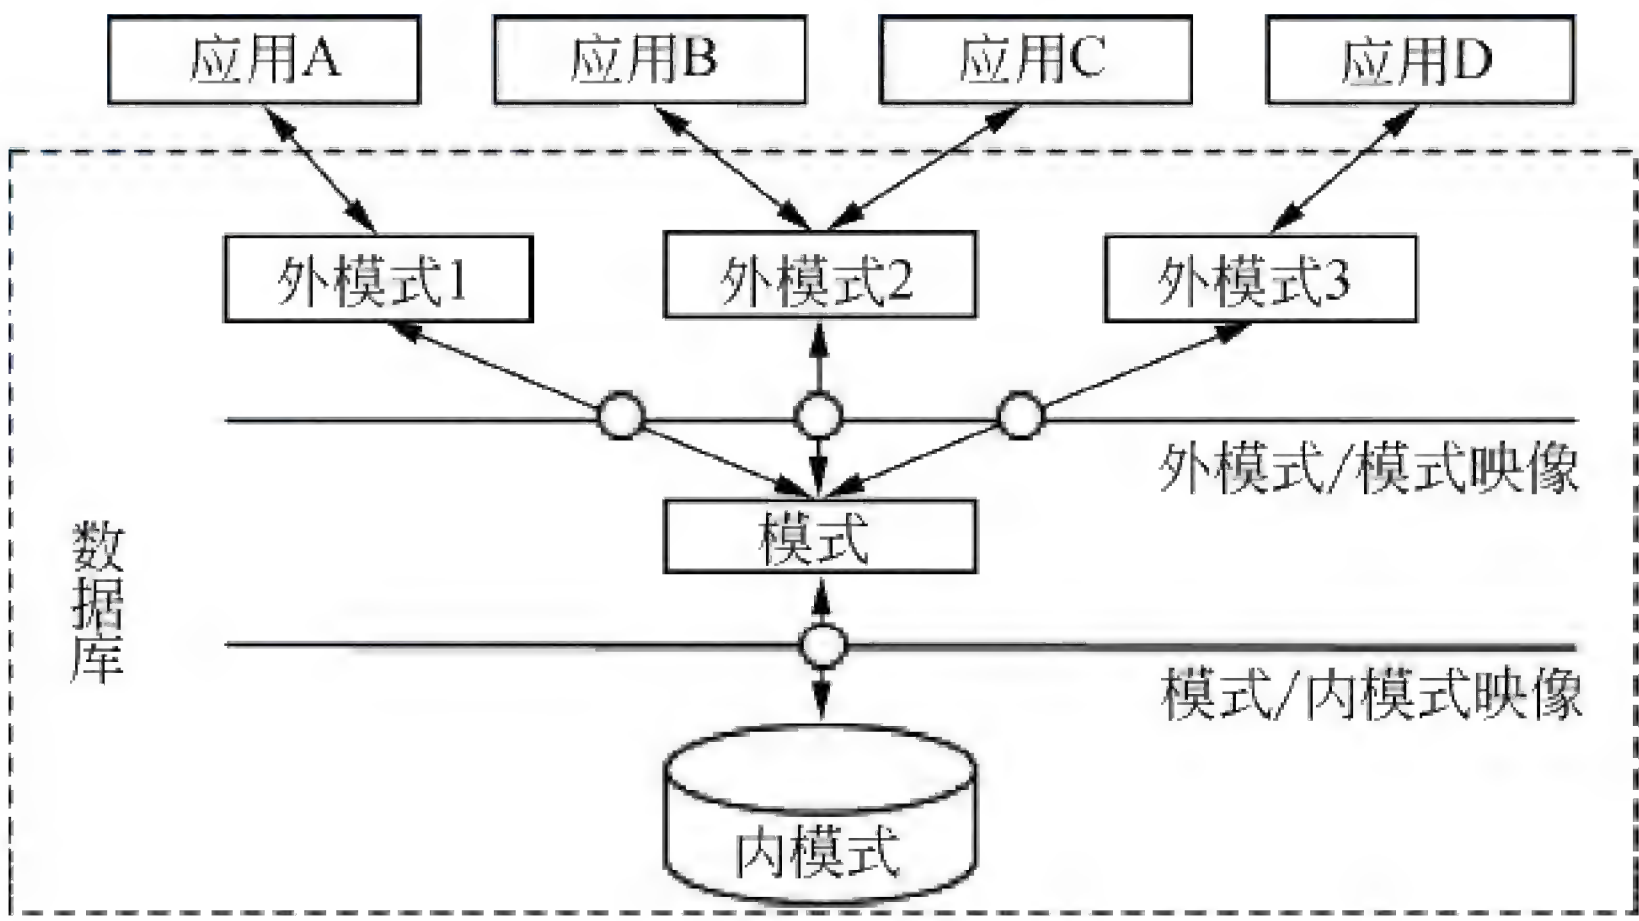 应用A
应用B
应用C
应用D
外模式1
外模式2
外模式3
外模式/模式映像
模式
数据库
模式/内模式映像
内模式